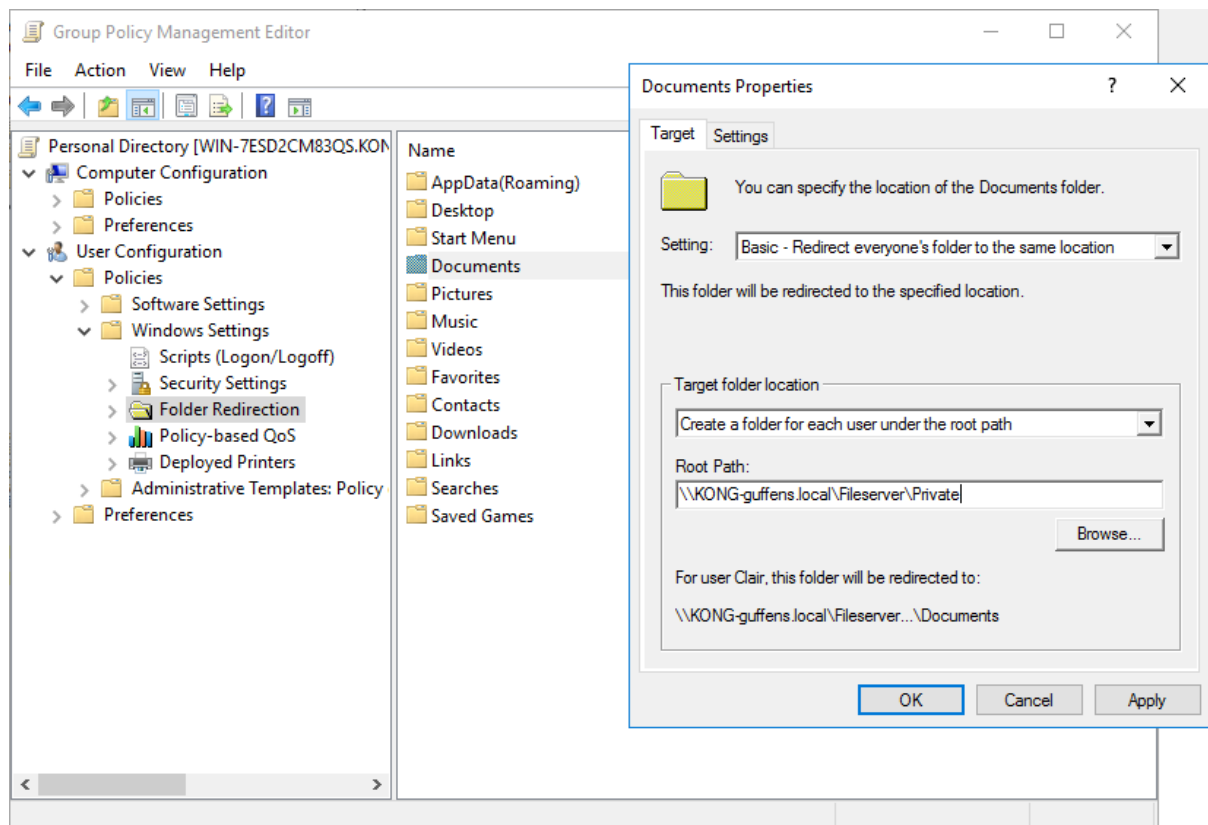 Group Policy Management Editor
File Action View Help
Personal Directory [WIN-7ESD2CM83QS.KON
Computer Configuration
Policies
Preferences
User Configuration
Policies
Software Settings
Windows Settings
Scripts (Logon/Logoff)
Security Settings
Folder Redirection
Policy-based QoS
Deployed Printers
Administrative Templates: Policy
Preferences
Name
AppData(Roaming)
Desktop
Start Menu
Documents
Pictures
Music
Videos
Favorites
Contacts
Downloads
Links
Searches
Saved Games
Documents Properties
Target Settings
You can specify the location of the Documents folder.
Setting: Basic - Redirect everyone's folder to the same location
This folder will be redirected to the specified location.
Target folder location
Create a folder for each user under the root path
Root Path:
\\KONG-guffens.local\Fileserver\Private
Browse...
For user Clair, this folder will be redirected to:
\\KONG-guffens.local\Fileserver...\Documents
OK Cancel Apply